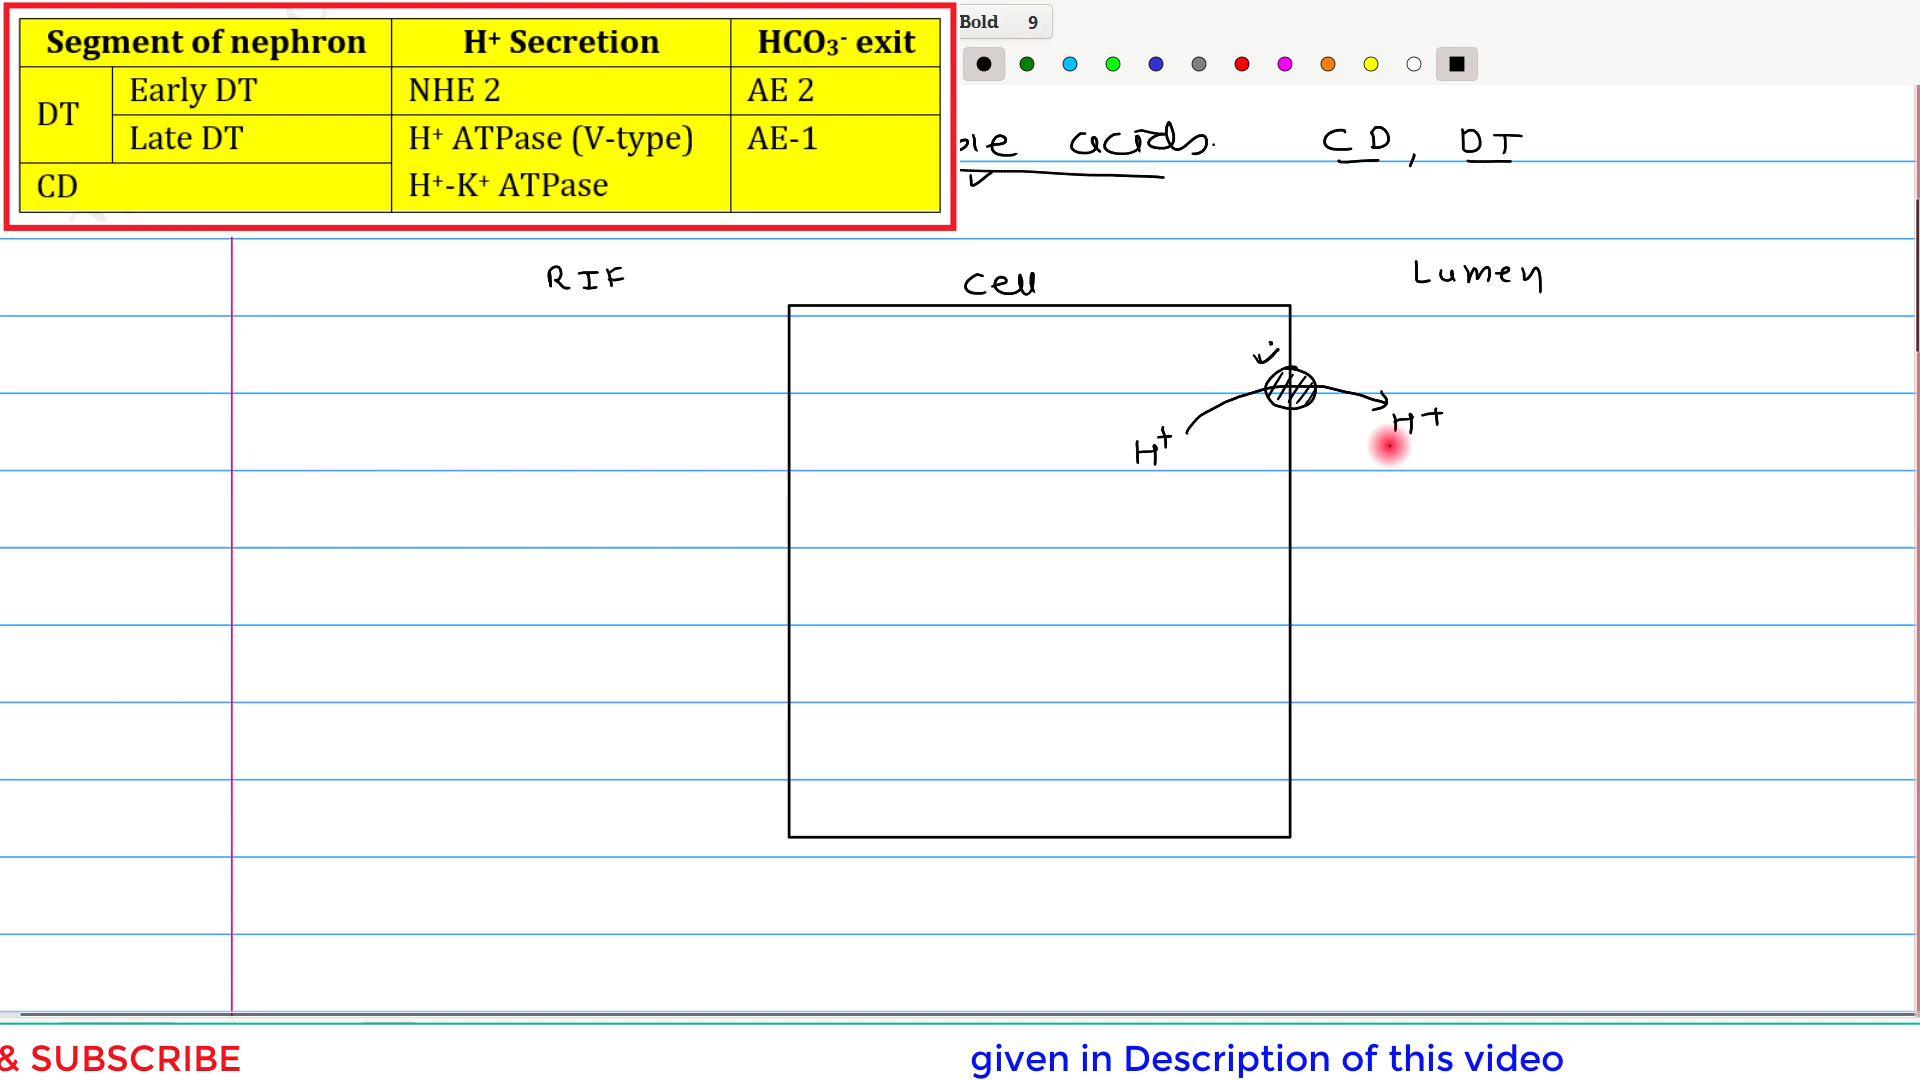 Segment of nephron H⁺ Secretion HCO₃⁻ exit
DT Early DT NHE 2 AE 2
Late DT H⁺ ATPase (V-type) AE-1
CD H⁺-K⁺ ATPase
Bold 9
acids. CD, DT
RIF Cell Lumen
H⁺ H⁺
& SUBSCRIBE given in Description of this video